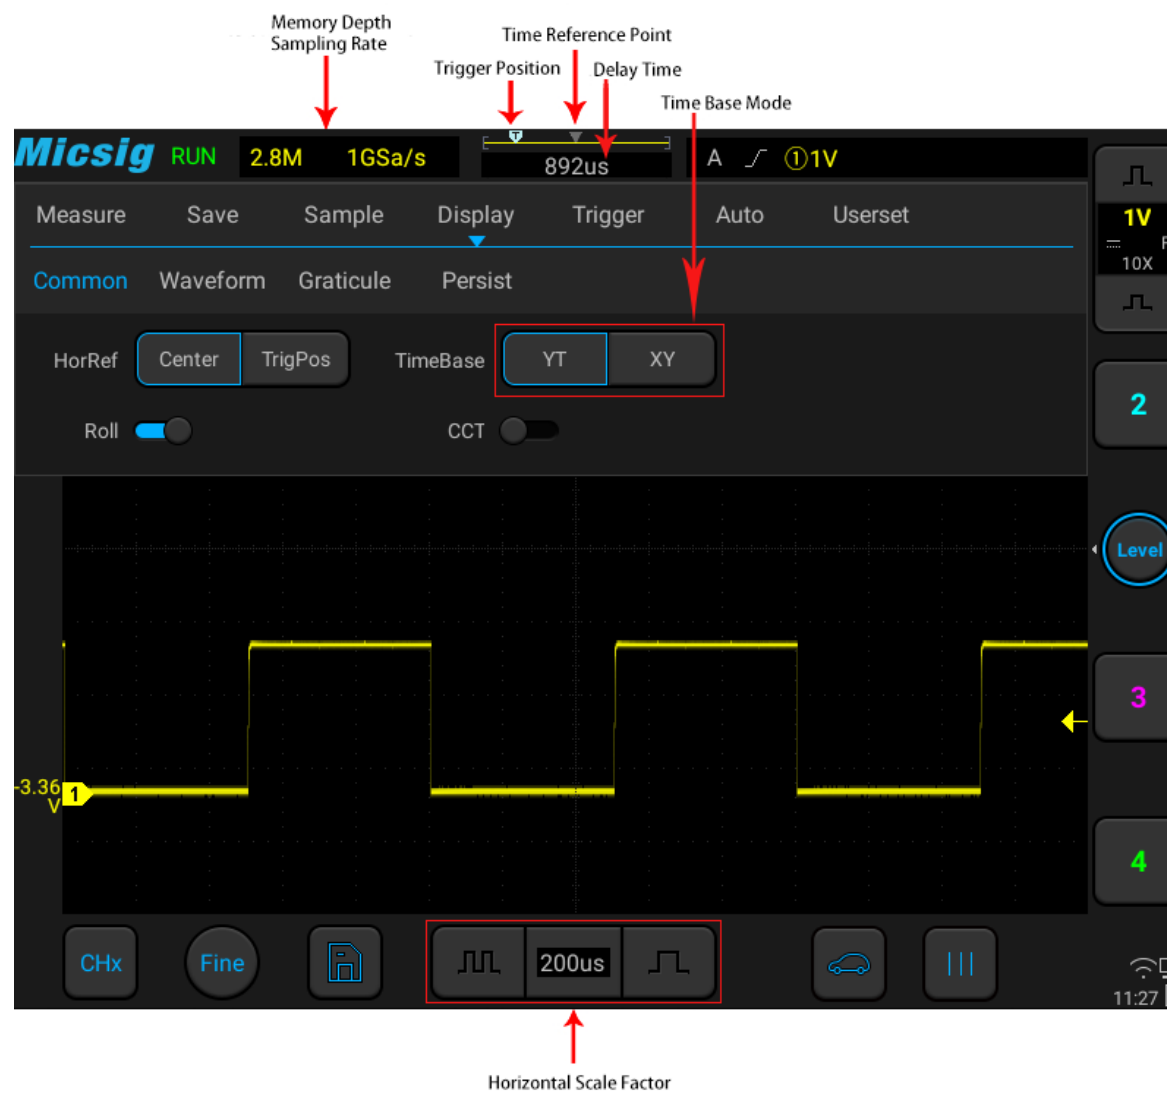 Memory Depth
Sampling Rate
Time Reference Point
Trigger Position
Delay Time
Time Base Mode
Micsig RUN 2.8M 1GSa/s T 892us A ①1V
Measure Save Sample Display Trigger Auto Userset
1V
10X
Common Waveform Graticule Persist
HorRef Center TrigPos TimeBase YT XY
Roll CCT
2
Level
3
-3.36
V
1
4
CHx Fine 200us
11:27
Horizontal Scale Factor